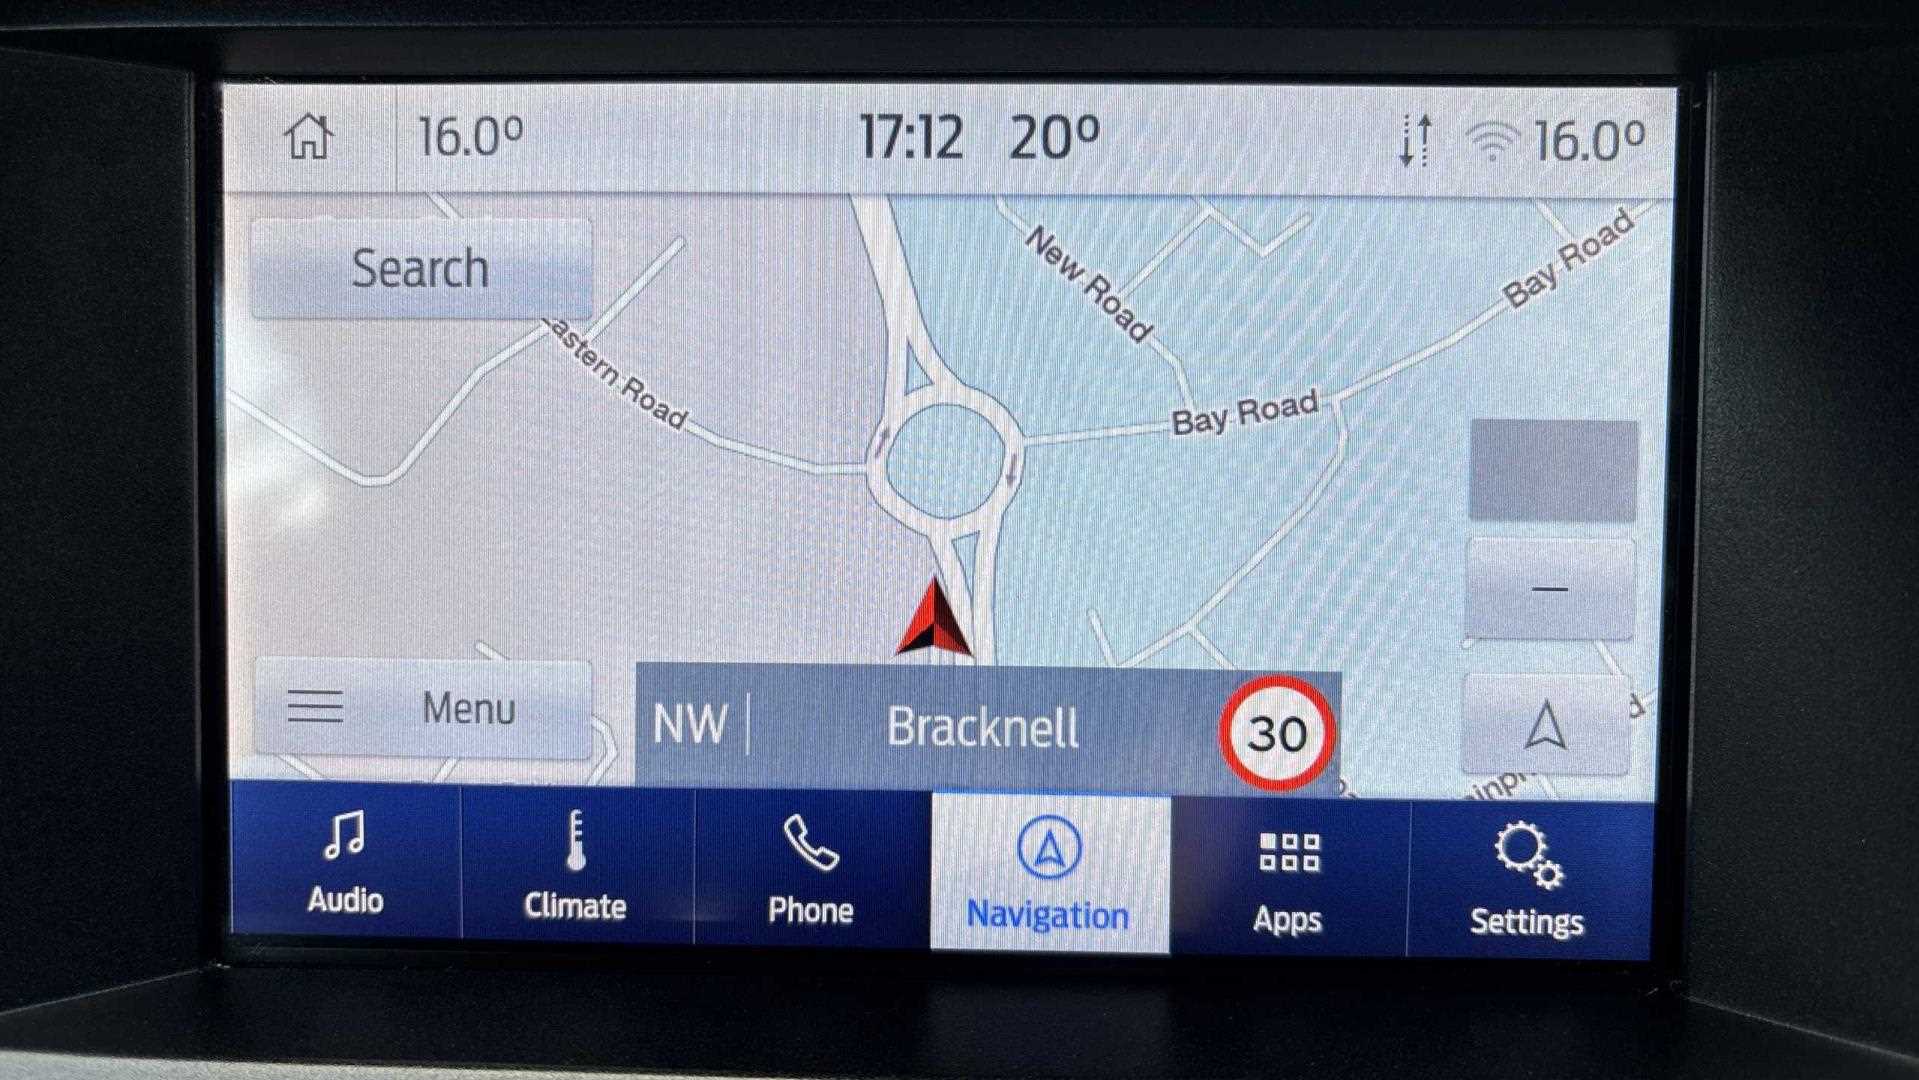 16.0°
17:12 20°
16.0°
Search
New Road
Bay Road
astern Road
Bay Road
Menu
NW
Bracknell
30
Audio
Climate
Phone
Navigation
Apps
Settings